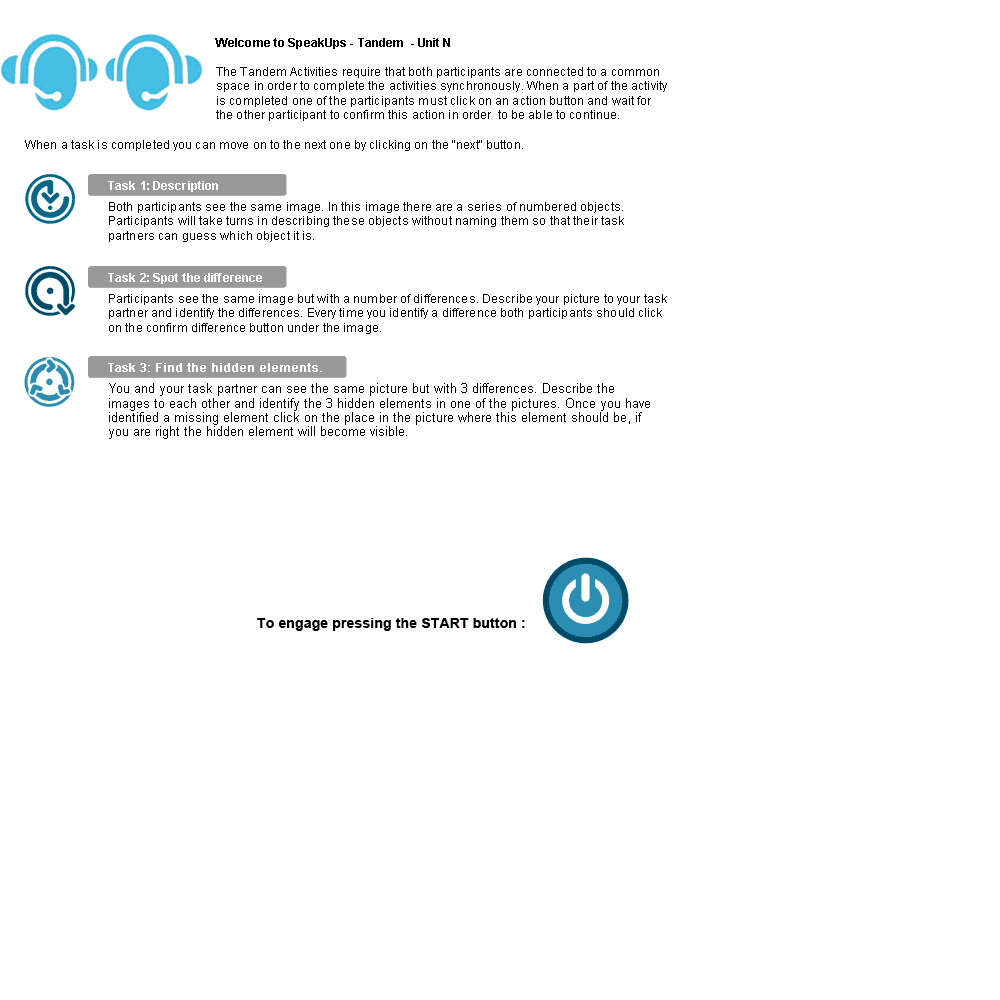 Welcome to SpeakUps - Tandem - Unit N
The Tandem Activities require that both participants are connected to a common
space in order to complete the activities synchronously. When a part of the activity
is completed one of the participants must click on an action button and wait for
the other participant to confirm this action in order to be able to continue.
When a task is completed you can move on to the next one by clicking on the "next" button.
Task 1: Description
Both participants see the same image. In this image there are a series of numbered objects.
Participants will take turns in describing these objects without naming them so that their task
partners can guess which object it is.
Task 2: Spot the difference
Participants see the same image but with a number of differences. Describe your picture to your task
partner and identify the differences. Every time you identify a difference both participants should click
on the confirm difference button under the image.
Task 3: Find the hidden elements.
You and your task partner can see the same picture but with 3 differences. Describe the
images to each other and identify the 3 hidden elements in one of the pictures. Once you have
identified a missing element click on the place in the picture where this element should be, if
you are right the hidden element will become visible.
To engage pressing the START button :